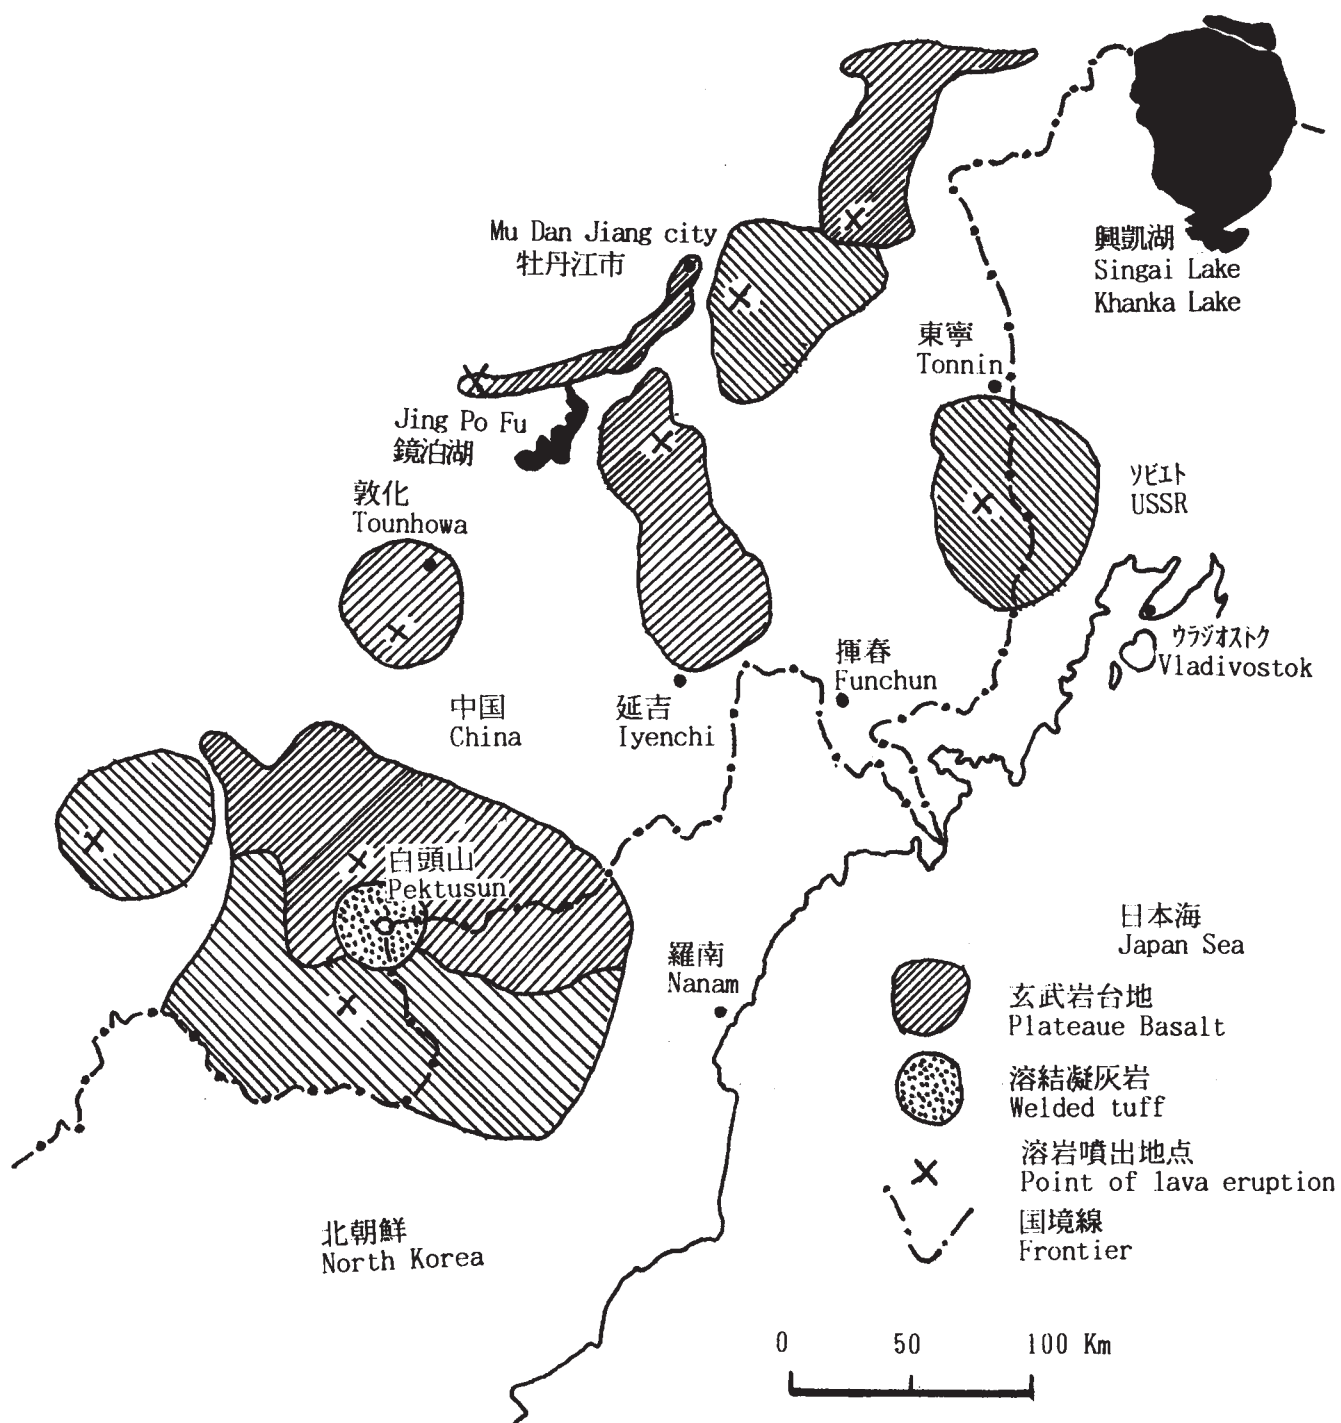 Mu Dan Jiang city
牡丹江市
興凱湖
Singai Lake
Khanka Lake
東寧
Tonnin
Jing Po Fu
鏡泊湖
敦化
Tounhowa
ソビエト
USSR
ウラジオストク
Vladivostok
琿春
Funchun
中国
China
延吉
Iyenchi
白頭山
Pektusun
日本海
Japan Sea
羅南
Nanam
玄武岩台地
Plateaue Basalt
溶結凝灰岩
Welded tuff
溶岩噴出地点
Point of lava eruption
国境線
Frontier
北朝鮮
North Korea
0 50 100 Km